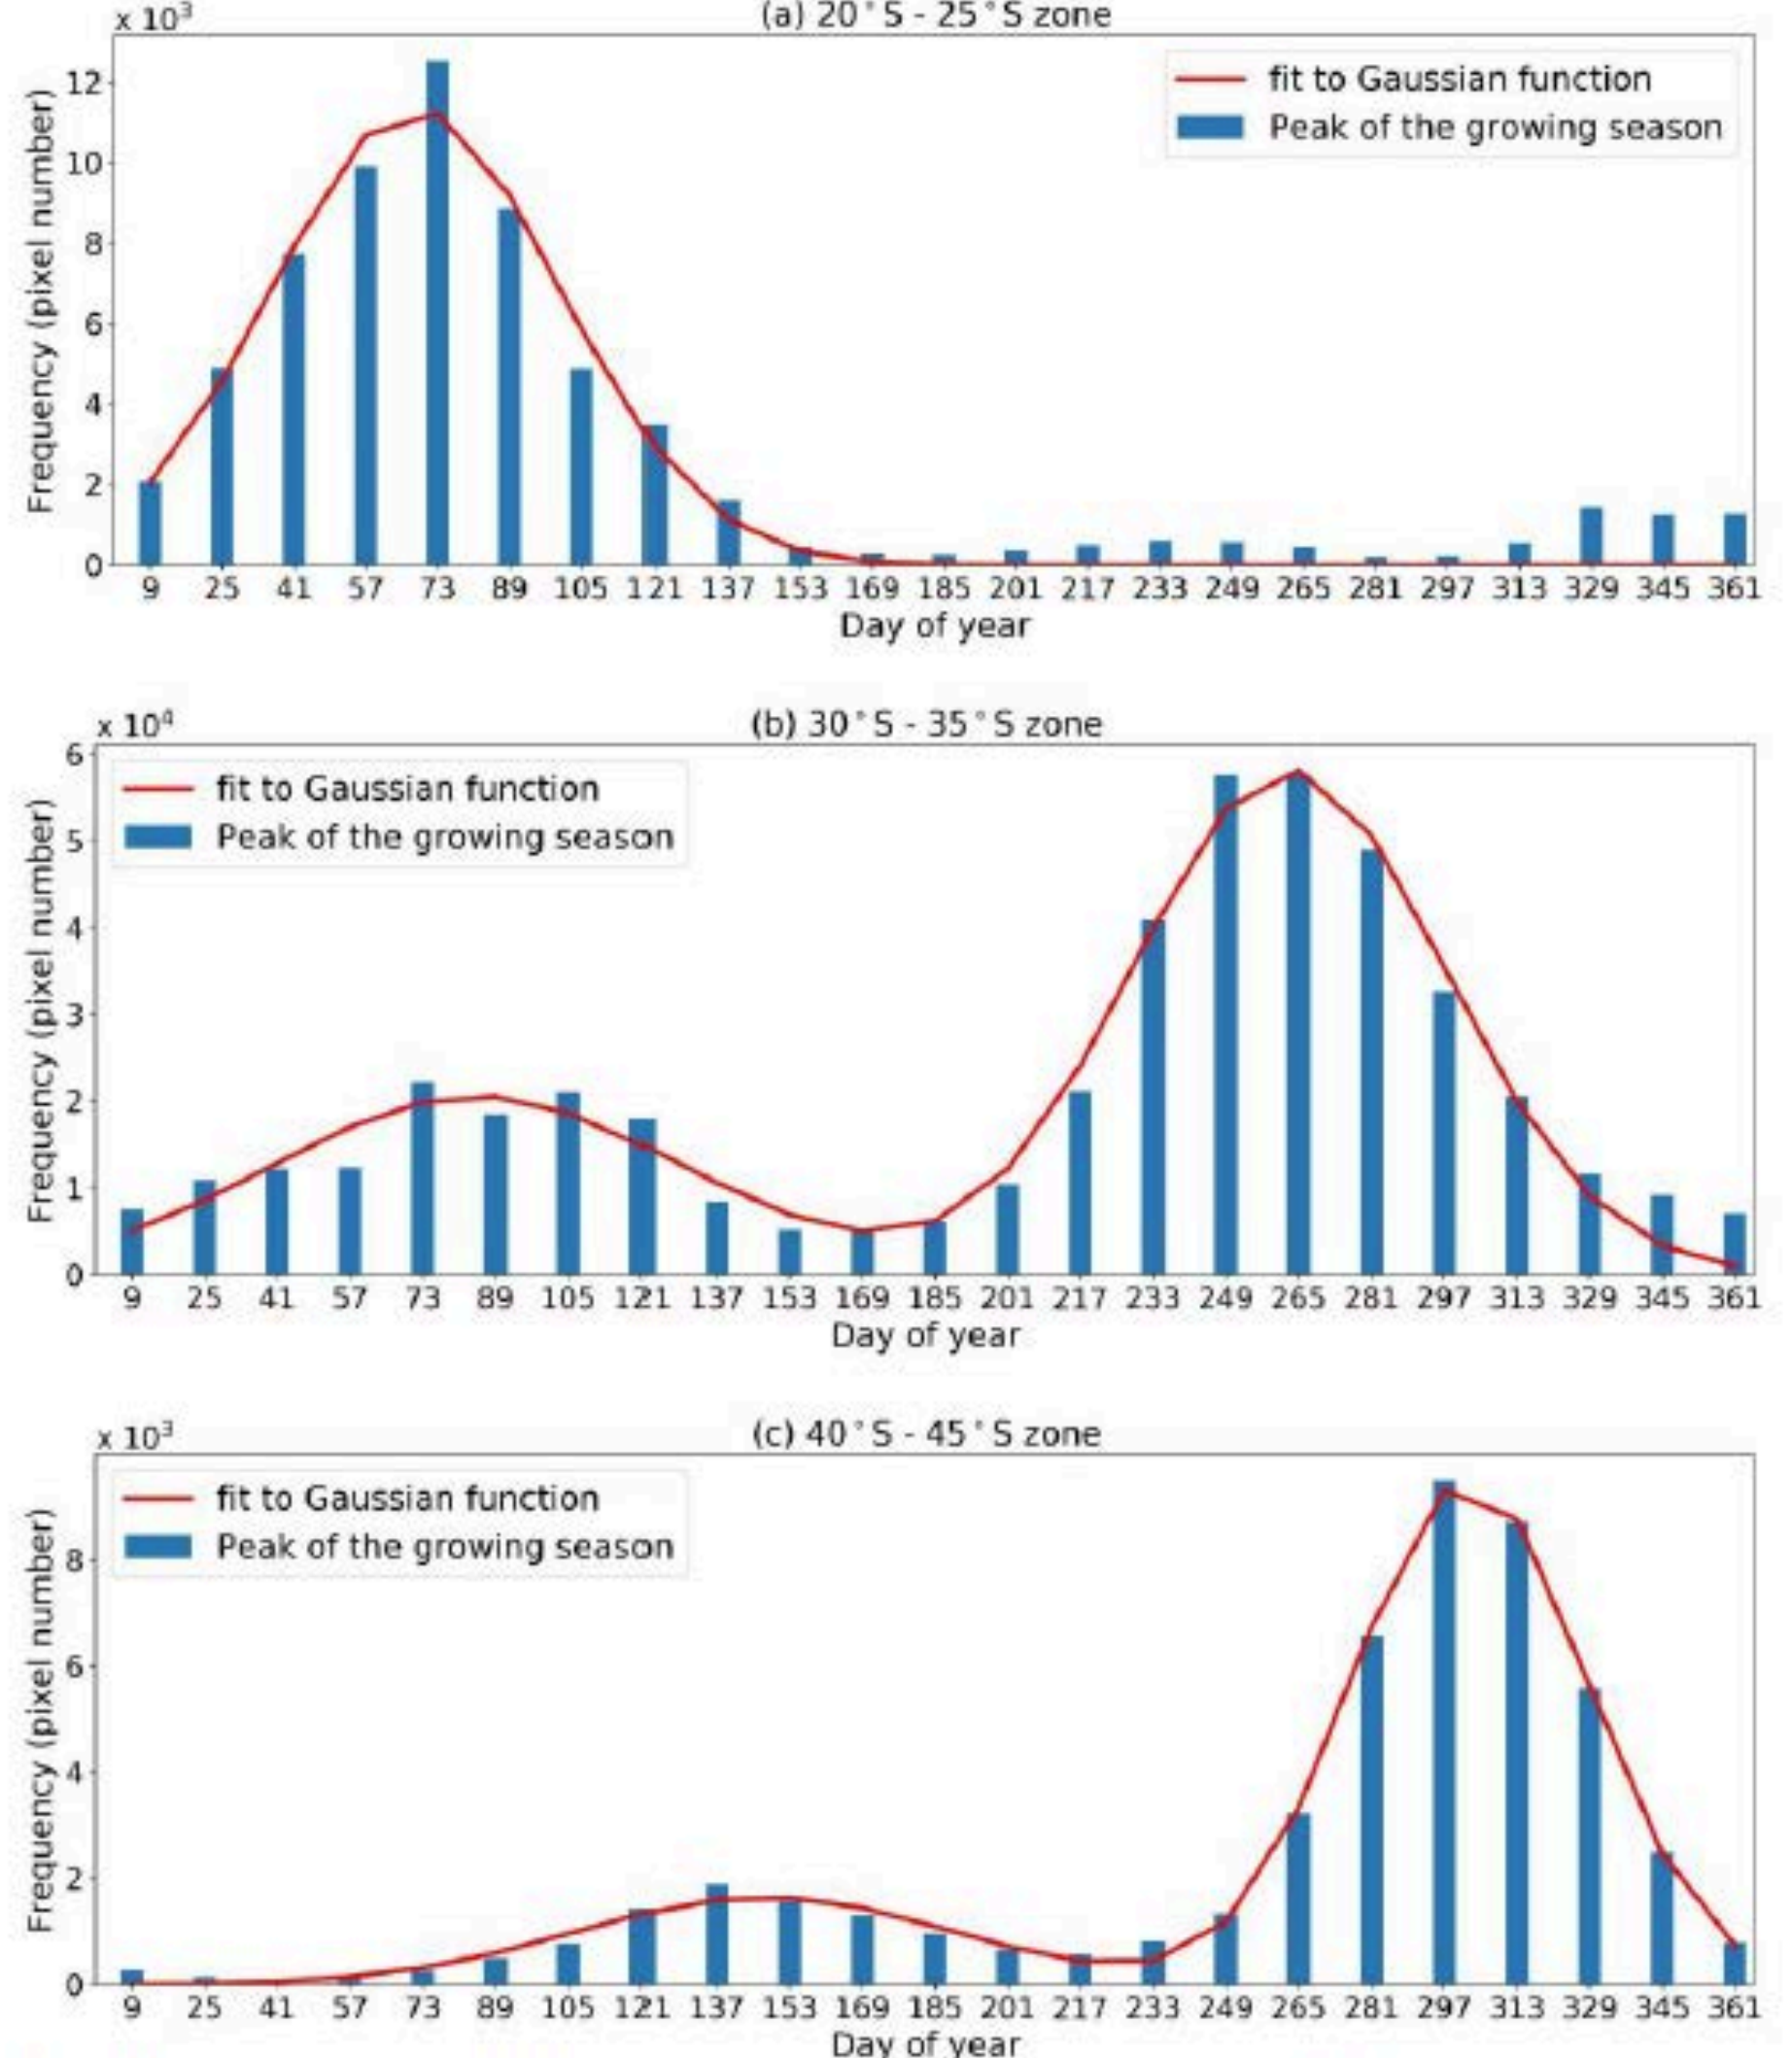 x 10³
(a) 20°S - 25°S zone
fit to Gaussian function
Peak of the growing season
Frequency (pixel number)
12
10
8
6
4
2
0
9 25 41 57 73 89 105 121 137 153 169 185 201 217 233 249 265 281 297 313 329 345 361
Day of year
x 10⁴
(b) 30°S - 35°S zone
fit to Gaussian function
Peak of the growing season
Frequency (pixel number)
6
5
4
3
2
1
0
9 25 41 57 73 89 105 121 137 153 169 185 201 217 233 249 265 281 297 313 329 345 361
Day of year
x 10³
(c) 40°S - 45°S zone
fit to Gaussian function
Peak of the growing season
Frequency (pixel number)
8
6
4
2
0
9 25 41 57 73 89 105 121 137 153 169 185 201 217 233 249 265 281 297 313 329 345 361
Day of year